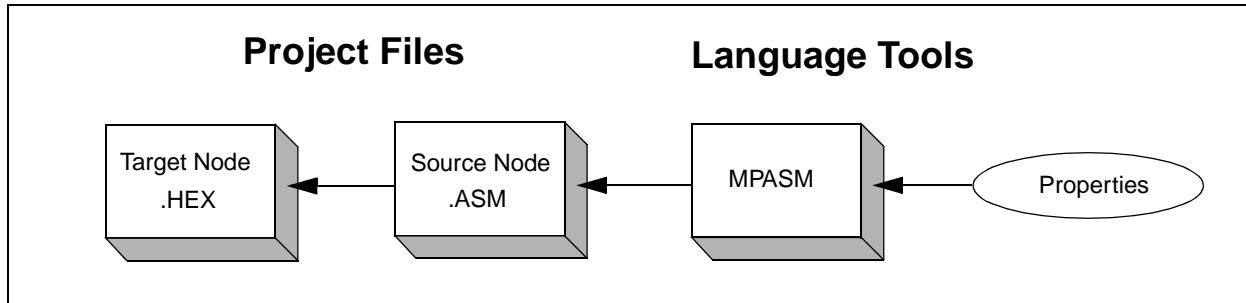 Project Files
Language Tools
Target Node
.HEX
Source Node
.ASM
MPASM
Properties